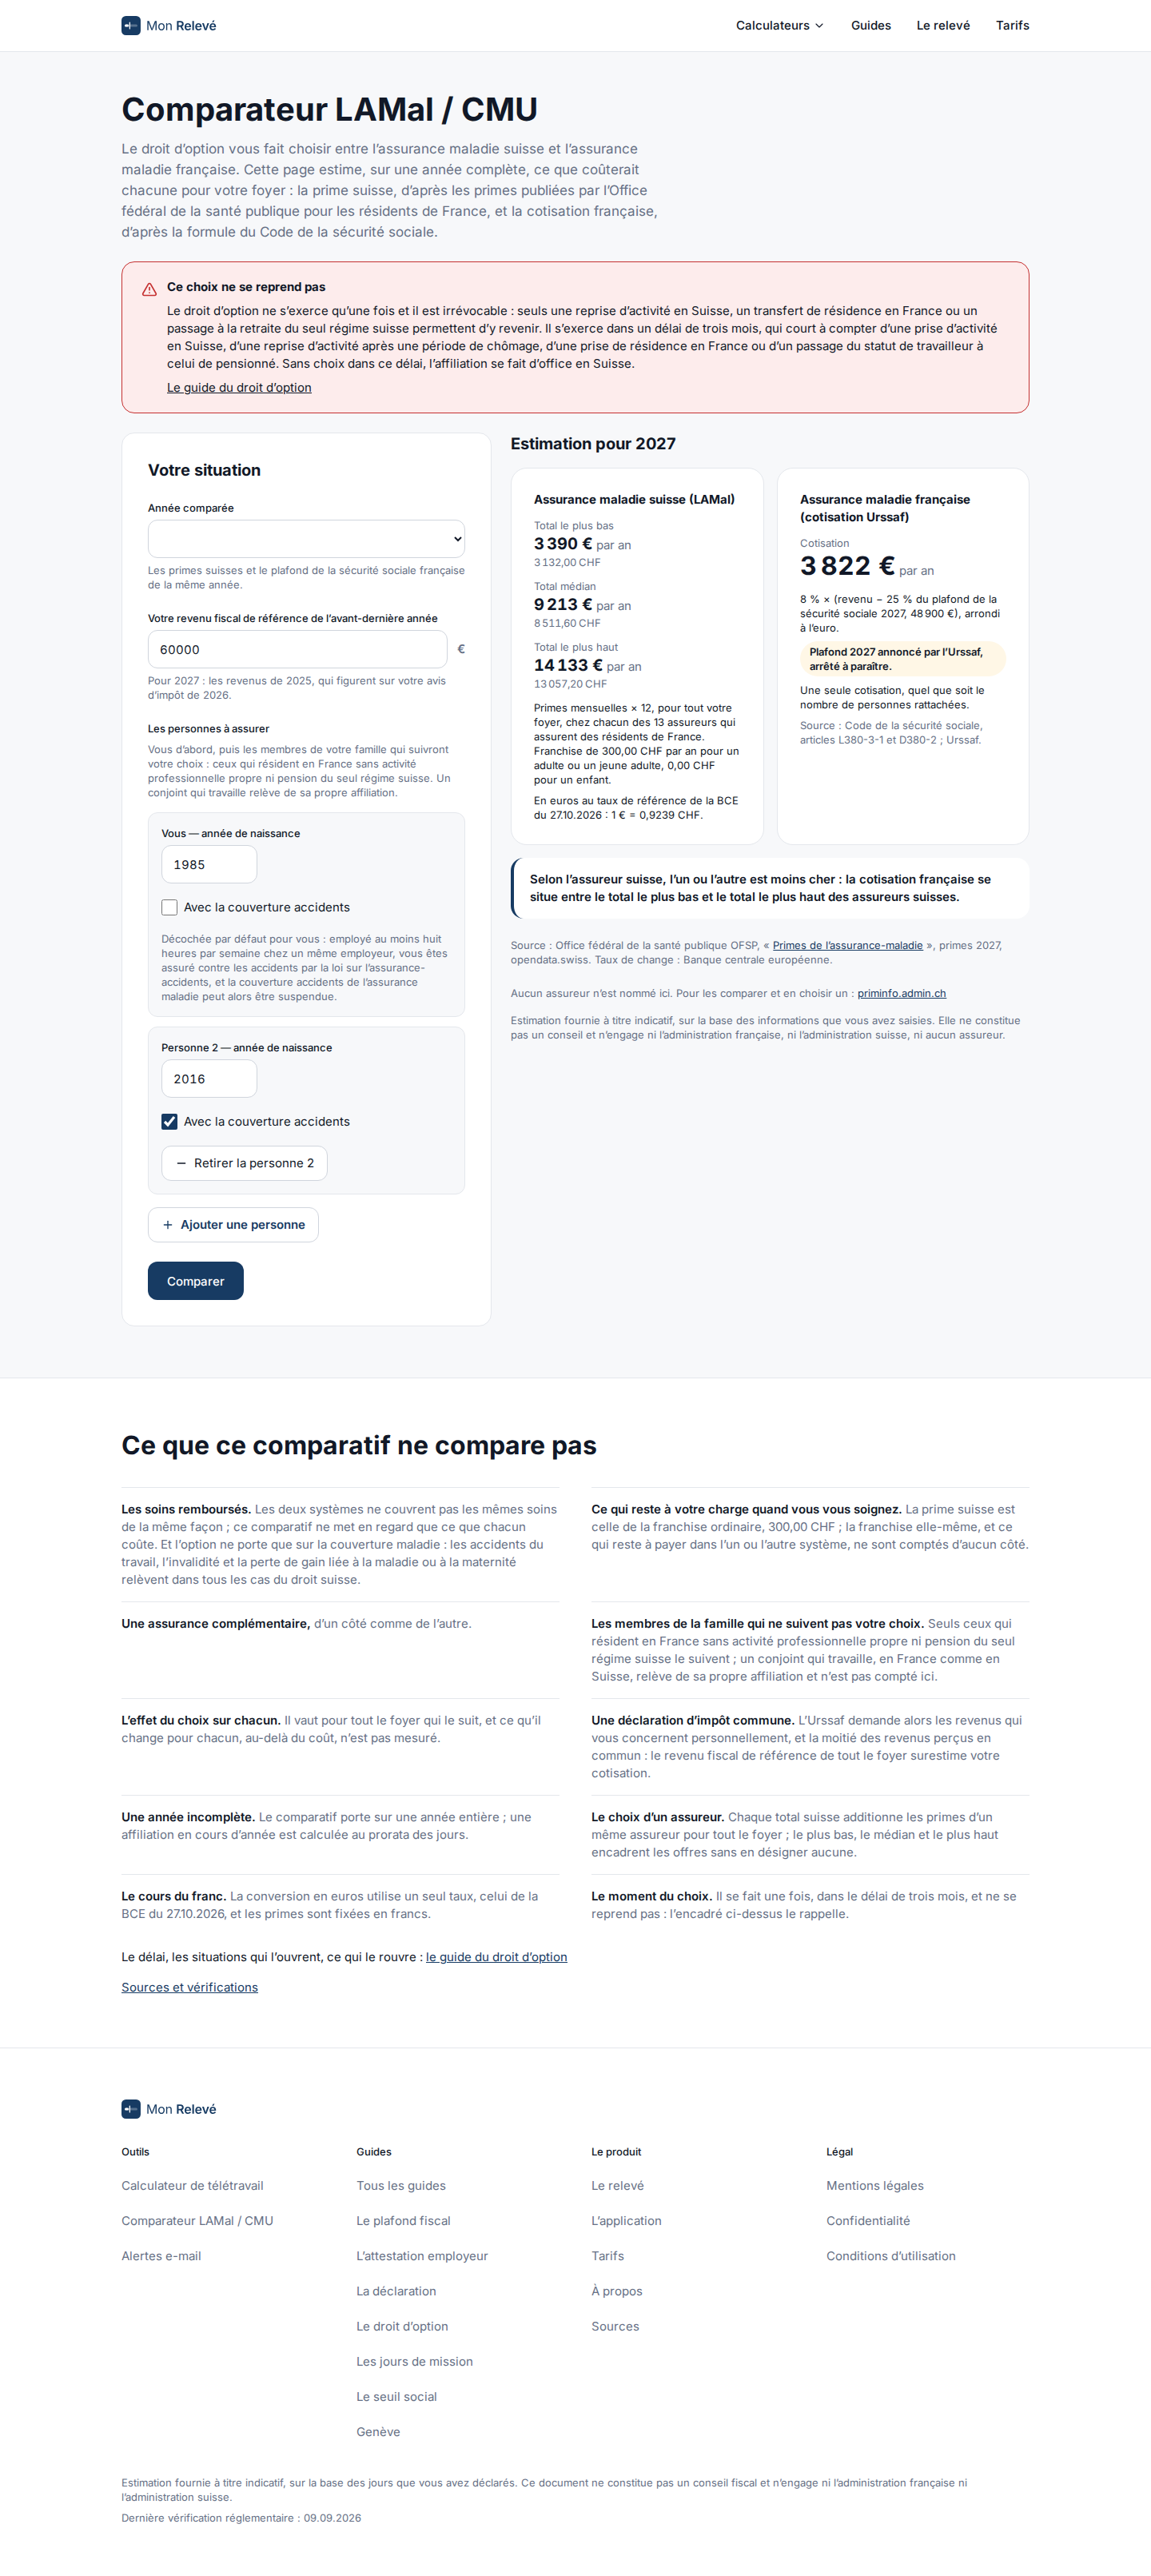 Mon Relevé
Calculateurs
Guides
Le relevé
Tarifs
Comparateur LAMal / CMU
Le droit d’option vous fait choisir entre l’assurance maladie suisse et l’assurance
maladie française. Cette page estime, sur une année complète, ce que coûterait
chacune pour votre foyer : la prime suisse, d’après les primes publiées par l’Office
fédéral de la santé publique pour les résidents de France, et la cotisation française,
d’après la formule du Code de la sécurité sociale.
Ce choix ne se reprend pas
Le droit d’option ne s’exerce qu’une fois et il est irrévocable : seuls une reprise d’activité en Suisse, un transfert de résidence en France ou un
passage à la retraite du seul régime suisse permettent d’y revenir. Il s’exerce dans un délai de trois mois, qui court à compter d’une prise d’activité
en Suisse, d’une reprise d’activité après une période de chômage, d’une prise de résidence en France ou d’un passage du statut de travailleur à
celui de pensionné. Sans choix dans ce délai, l’affiliation se fait d’office en Suisse.
Le guide du droit d’option
Votre situation
Année comparée
Les primes suisses et le plafond de la sécurité sociale française
de la même année.
Votre revenu fiscal de référence de l’avant-dernière année
60000
€
Pour 2027 : les revenus de 2025, qui figurent sur votre avis
d’impôt de 2026.
Les personnes à assurer
Vous d’abord, puis les membres de votre famille qui suivront
votre choix : ceux qui résident en France sans activité
professionnelle propre ni pension du seul régime suisse. Un
conjoint qui travaille relève de sa propre affiliation.
Vous — année de naissance
1985
Avec la couverture accidents
Décochée par défaut pour vous : employé au moins huit
heures par semaine chez un même employeur, vous êtes
assuré contre les accidents par la loi sur l’assurance-
accidents, et la couverture accidents de l’assurance
maladie peut alors être suspendue.
Personne 2 — année de naissance
2016
Avec la couverture accidents
Retirer la personne 2
Ajouter une personne
Comparer
Estimation pour 2027
Assurance maladie suisse (LAMal)
Total le plus bas
3 390 € par an
3 132,00 CHF
Total médian
9 213 € par an
8 511,60 CHF
Total le plus haut
14 133 € par an
13 057,20 CHF
Primes mensuelles × 12, pour tout votre
foyer, chez chacun des 13 assureurs qui
assurent des résidents de France.
Franchise de 300,00 CHF par an pour un
adulte ou un jeune adulte, 0,00 CHF
pour un enfant.
En euros au taux de référence de la BCE
du 27.10.2026 : 1 € = 0,9239 CHF.
Assurance maladie française
(cotisation Urssaf)
Cotisation
3 822 € par an
8 % × (revenu − 25 % du plafond de la
sécurité sociale 2027, 48 900 €), arrondi
à l’euro.
Plafond 2027 annoncé par l’Urssaf,
arrêté à paraître.
Une seule cotisation, quel que soit le
nombre de personnes rattachées.
Source : Code de la sécurité sociale,
articles L380-3-1 et D380-2 ; Urssaf.
Selon l’assureur suisse, l’un ou l’autre est moins cher : la cotisation française se
situe entre le total le plus bas et le total le plus haut des assureurs suisses.
Source : Office fédéral de la santé publique OFSP, « Primes de l’assurance-maladie », primes 2027,
opendata.swiss. Taux de change : Banque centrale européenne.
Aucun assureur n’est nommé ici. Pour les comparer et en choisir un : priminfo.admin.ch
Estimation fournie à titre indicatif, sur la base des informations que vous avez saisies. Elle ne constitue
pas un conseil et n’engage ni l’administration française, ni l’administration suisse, ni aucun assureur.
Ce que ce comparatif ne compare pas
Les soins remboursés. Les deux systèmes ne couvrent pas les mêmes soins
de la même façon ; ce comparatif ne met en regard que ce que chacun
coûte. Et l’option ne porte que sur la couverture maladie : les accidents du
travail, l’invalidité et la perte de gain liée à la maladie ou à la maternité
relèvent dans tous les cas du droit suisse.
Ce qui reste à votre charge quand vous vous soignez. La prime suisse est
celle de la franchise ordinaire, 300,00 CHF ; la franchise elle-même, et ce
qui reste à payer dans l’un ou l’autre système, ne sont comptés d’aucun côté.
Une assurance complémentaire, d’un côté comme de l’autre.
Les membres de la famille qui ne suivent pas votre choix. Seuls ceux qui
résident en France sans activité professionnelle propre ni pension du seul
régime suisse le suivent ; un conjoint qui travaille, en France comme en
Suisse, relève de sa propre affiliation et n’est pas compté ici.
L’effet du choix sur chacun. Il vaut pour tout le foyer qui le suit, et ce qu’il
change pour chacun, au-delà du coût, n’est pas mesuré.
Une déclaration d’impôt commune. L’Urssaf demande alors les revenus qui
vous concernent personnellement, et la moitié des revenus perçus en
commun : le revenu fiscal de référence de tout le foyer surestime votre
cotisation.
Une année incomplète. Le comparatif porte sur une année entière ; une
affiliation en cours d’année est calculée au prorata des jours.
Le choix d’un assureur. Chaque total suisse additionne les primes d’un
même assureur pour tout le foyer ; le plus bas, le médian et le plus haut
encadrent les offres sans en désigner aucune.
Le cours du franc. La conversion en euros utilise un seul taux, celui de la
BCE du 27.10.2026, et les primes sont fixées en francs.
Le moment du choix. Il se fait une fois, dans le délai de trois mois, et ne se
reprend pas : l’encadré ci-dessus le rappelle.
Le délai, les situations qui l’ouvrent, ce qui le rouvre : le guide du droit d’option
Sources et vérifications
Mon Relevé
Outils
Calculateur de télétravail
Comparateur LAMal / CMU
Alertes e-mail
Guides
Tous les guides
Le plafond fiscal
L’attestation employeur
La déclaration
Le droit d’option
Les jours de mission
Le seuil social
Genève
Le produit
Le relevé
L’application
Tarifs
À propos
Sources
Légal
Mentions légales
Confidentialité
Conditions d’utilisation
Estimation fournie à titre indicatif, sur la base des jours que vous avez déclarés. Ce document ne constitue pas un conseil fiscal et n’engage ni l’administration française ni
l’administration suisse.
Dernière vérification réglementaire : 09.09.2026